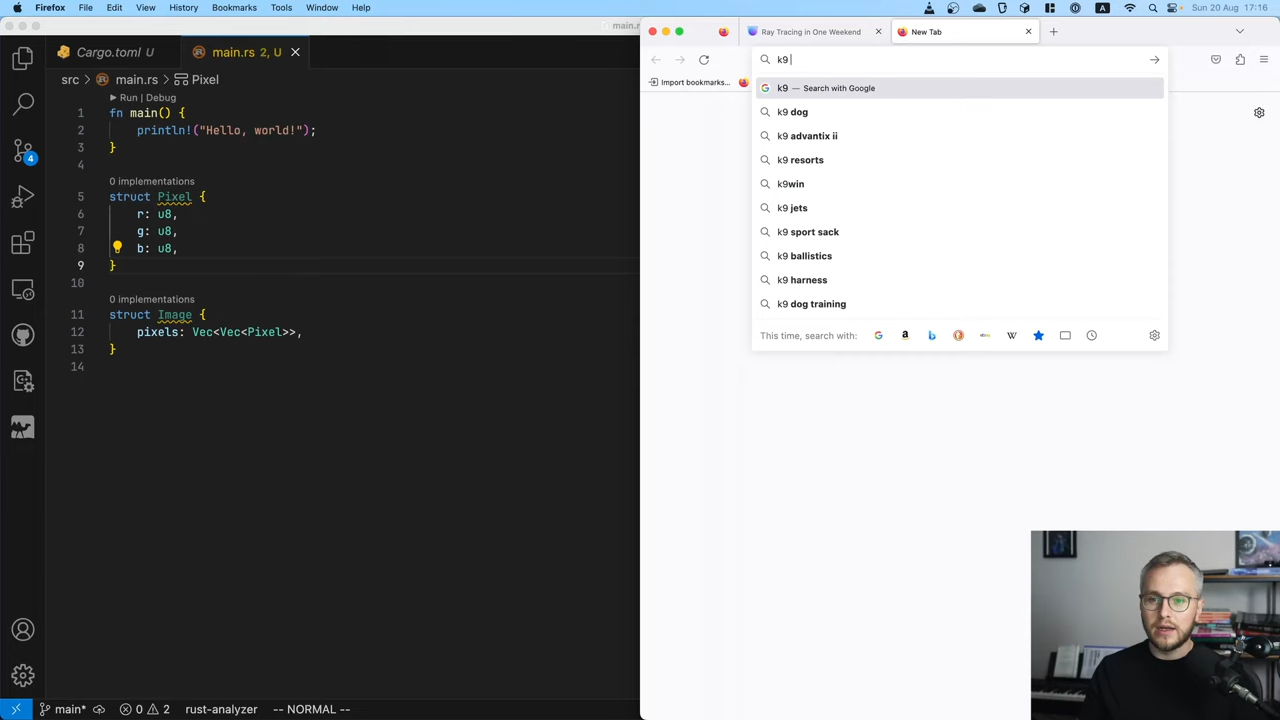 Firefox File Edit View History Bookmarks Tools Window Help
A
Sun 20 Aug 17:16
main.rs
Ray Tracing in One Weekend
New Tab
Cargo.toml U
main.rs 2, U
src > main.rs > Pixel
k9
Import bookmarks...
k9 — Search with Google
k9 dog
k9 advantix ii
k9 resorts
k9win
k9 jets
k9 sport sack
k9 ballistics
k9 harness
k9 dog training
This time, search with:
a
b
ebay
W
Run | Debug
1 fn main() {
2 println!("Hello, world!");
3 }
4
0 implementations
5 struct Pixel {
6 r: u8,
7 g: u8,
8 b: u8,
9 }
10
0 implementations
11 struct Image {
12 pixels: Vec<Vec<Pixel>>,
13 }
14
4
main* 0 2 rust-analyzer -- NORMAL --